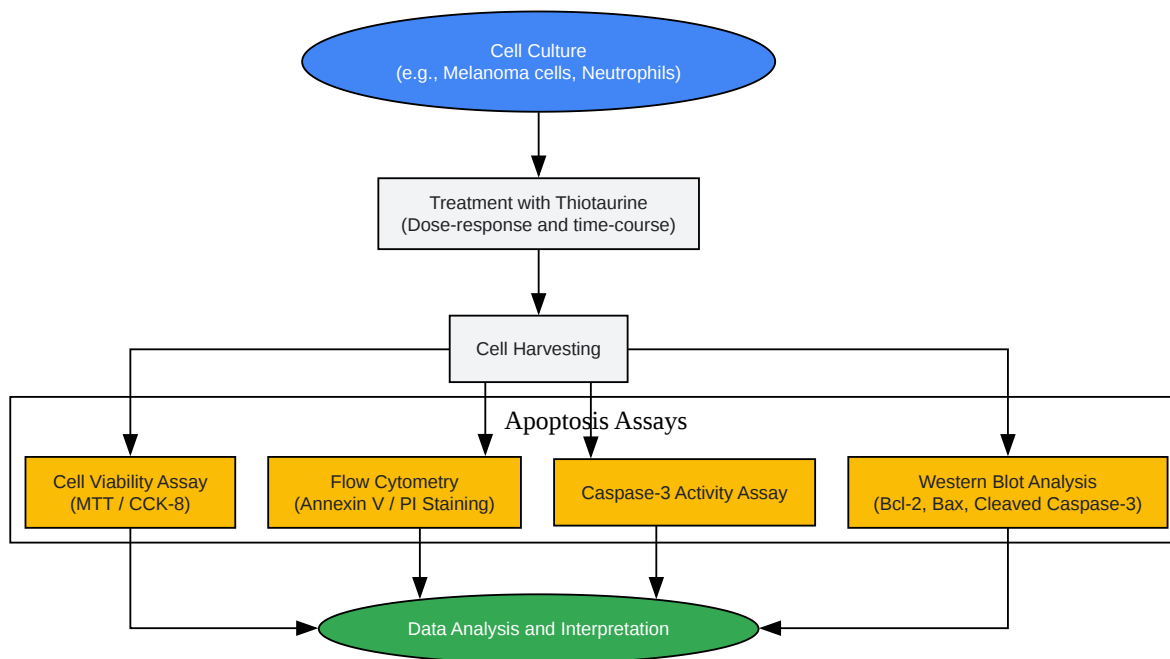 Cell Culture
(e.g., Melanoma cells, Neutrophils)
Treatment with Thiotaurine
(Dose-response and time-course)
Cell Harvesting
Apoptosis Assays
Cell Viability Assay
(MTT / CCK-8)
Flow Cytometry
(Annexin V / PI Staining)
Caspase-3 Activity Assay
Western Blot Analysis
(Bcl-2, Bax, Cleaved Caspase-3)
Data Analysis and Interpretation